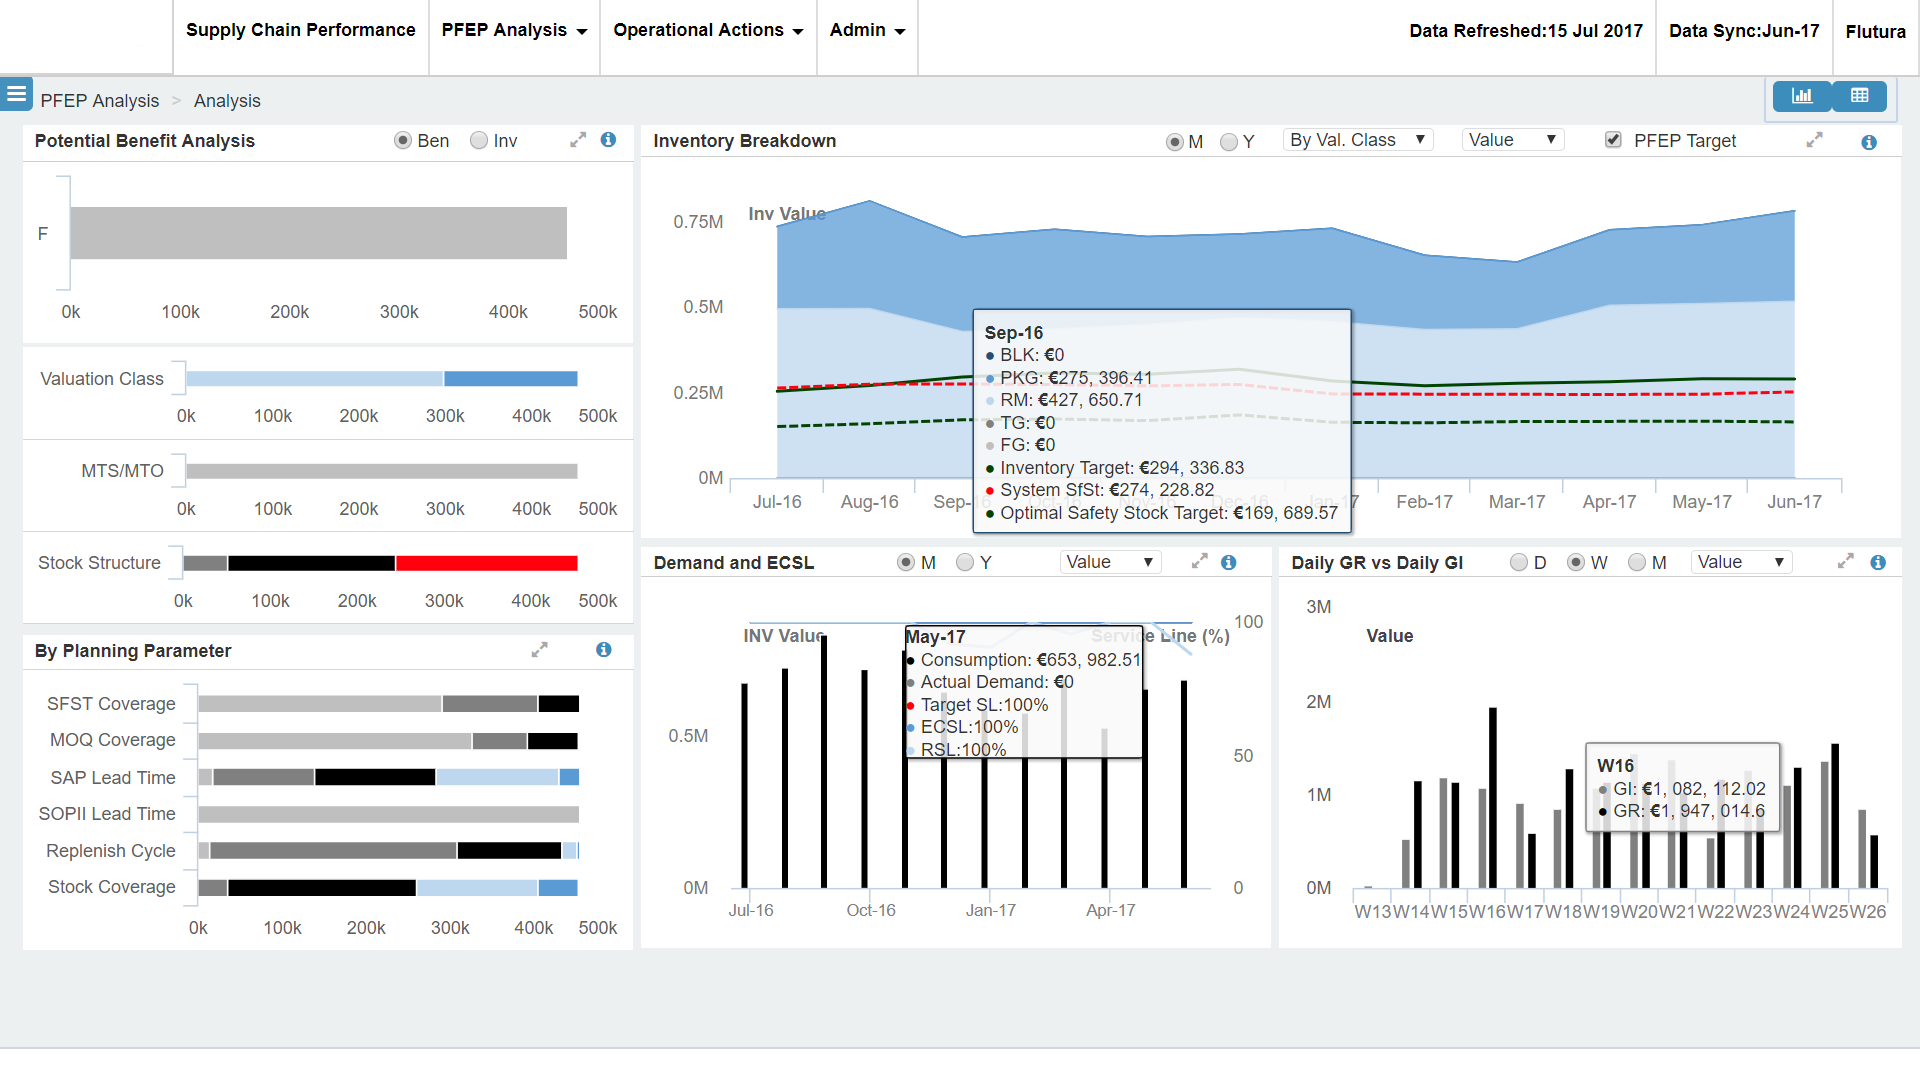 Supply Chain Performance
PFEP Analysis
Operational Actions
Admin
Data Refreshed:15 Jul 2017
Data Sync:Jun-17
Flutura
PFEP Analysis > Analysis
Potential Benefit Analysis
Ben
Inv
F
0k 100k 200k 300k 400k 500k
Valuation Class
0k 100k 200k 300k 400k 500k
MTS/MTO
0k 100k 200k 300k 400k 500k
Stock Structure
0k 100k 200k 300k 400k 500k
By Planning Parameter
SFST Coverage
MOQ Coverage
SAP Lead Time
SOPII Lead Time
Replenish Cycle
Stock Coverage
0k 100k 200k 300k 400k 500k
Inventory Breakdown
M
Y
By Val. Class
Value
PFEP Target
Inv Value
0.75M
0.5M
0.25M
0M
Jul-16 Aug-16 Sep-16 Oct-16 Nov-16 Dec-16 Jan-17 Feb-17 Mar-17 Apr-17 May-17 Jun-17
Sep-16
BLK: €0
PKG: €275, 396.41
RM: €427, 650.71
TG: €0
FG: €0
Inventory Target: €294, 336.83
System SfSt: €274, 228.82
Optimal Safety Stock Target: €169, 689.57
Demand and ECSL
M
Y
Value
INV Value
Service Line (%)
0.5M
0M
100
50
0
Jul-16 Oct-16 Jan-17 Apr-17
May-17
Consumption: €653, 982.51
Actual Demand: €0
Target SL:100%
ECSL:100%
RSL:100%
Daily GR vs Daily GI
D
W
M
Value
Value
3M
2M
1M
0M
W13 W14 W15 W16 W17 W18 W19 W20 W21 W22 W23 W24 W25 W26
W16
GI: €1, 082, 112.02
GR: €1, 947, 014.6